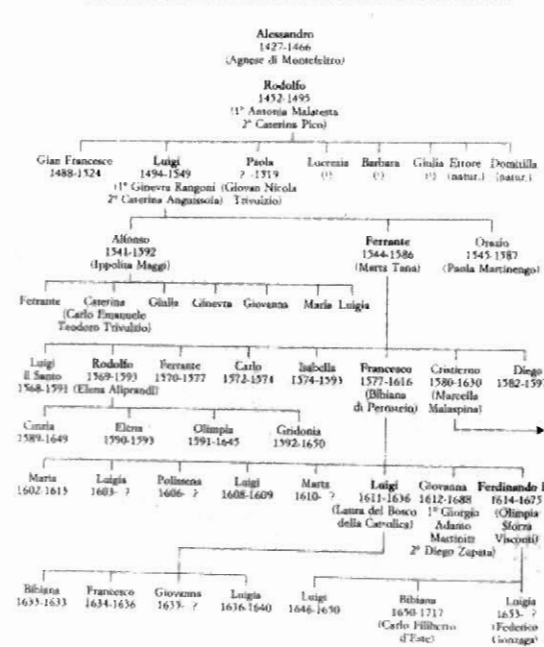 Alessandro
1427-1466
(Agnese di Montefeltro)
Rodolfo
1452-1495
(1° Antonia Malatesta
2° Caterina Pico)
Gian Francesco
1488-1524
Luigi
1494-1549
(1° Ginevra Rangoni
2° Caterina Anguissola)
Paola
? -1519
(Giovan Nicola
Trivulzio)
Lucrezia
(?)
Barbara
(?)
Giulia
(?)
Ettore
(natur.)
Domitilla
(natur.)
Alfonso
1541-1592
(Ippolita Maggi)
Ferrante
1544-1586
(Marta Tana)
Orazio
1545-1587
(Paola Martinengo)
Ferrante
Caterina
(Carlo Emanuele
Teodoro Trivulzio)
Giulia
Ginevra
Giovanna
Maria Luigia
Luigi
il Santo
1568-1591
Rodolfo
1569-1593
(Elena Aliprandi)
Ferrante
1570-1577
Carlo
1572-1574
Isabella
1574-1593
Francesco
1577-1616
(Bibiana
di Pernstein)
Cristierno
1580-1630
(Marcella
Malaspina)
Diego
1582-1597
Cinzia
1589-1649
Elena
1590-1593
Olimpia
1591-1645
Gridonia
1592-1650
Maria
1602-1615
Luigia
1603- ?
Polissena
1606- ?
Luigi
1608-1609
Marta
1610- ?
Luigi
1611-1636
(Laura del Bosco
della Cattolica)
Giovanna
1612-1688
1° Giorgio
Adamo
Martinitz
2° Diego Zapata)
Ferdinando I
1614-1675
(Olimpia
Sforza
Visconti)
Bibiana
1633-1633
Francesco
1634-1636
Giovanna
1635- ?
Luigia
1636-1640
Luigi
1646-1650
Bibiana
1650-1717
(Carlo Filiberto
d'Este)
Luigia
1653- ?
(Federico
Gonzaga)